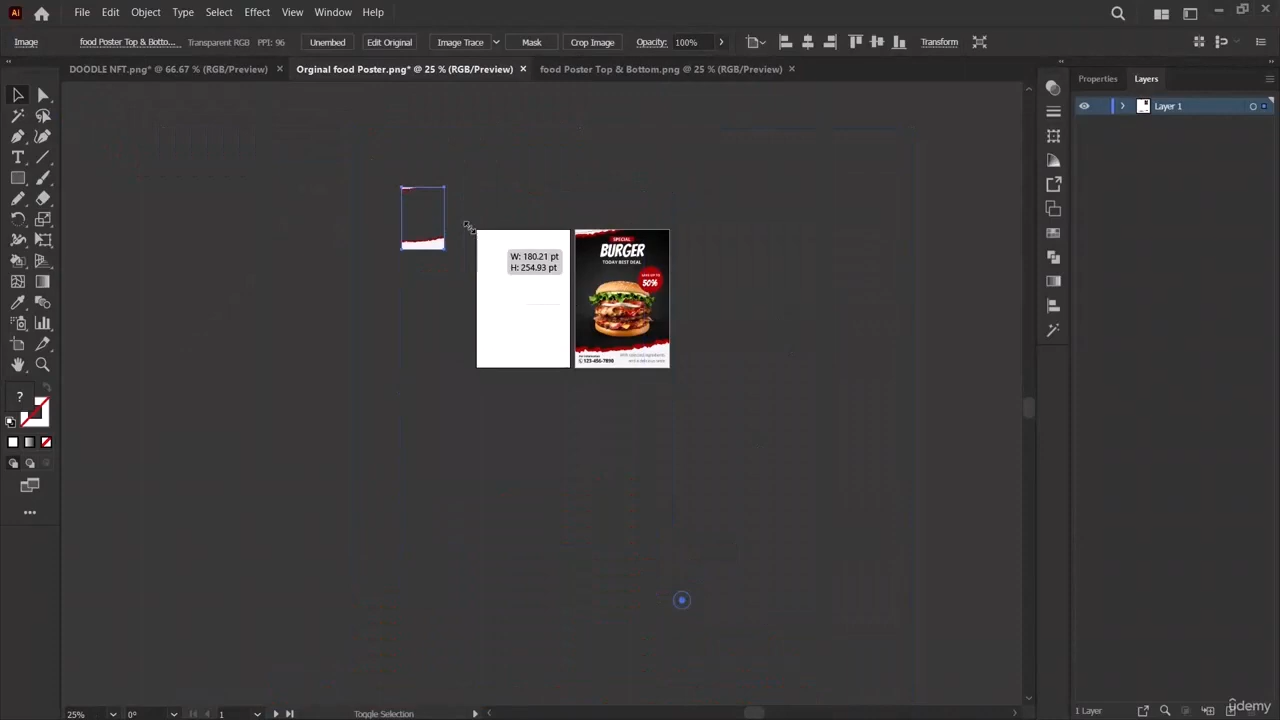 Ai File Edit Object Type Select Effect View Window Help
Image food Poster Top & Botto... Transparent RGB PPI: 96 Unembed Edit Original Image Trace Mask Crop Image Opacity: 100% Transform
DOODLE NFT.png* @ 66.67 % (RGB/Preview) × Orginal food Poster.png* @ 25 % (RGB/Preview) × food Poster Top & Bottom.png @ 25 % (RGB/Preview) ×
Properties Layers
Layer 1
W: 180.21 pt
H: 254.93 pt
SPECIAL
BURGER
TODAY BEST DEAL
SAVE UP TO
50%
123-456-7890
?
25% 0° 1 Toggle Selection
1 Layer
ûdemy